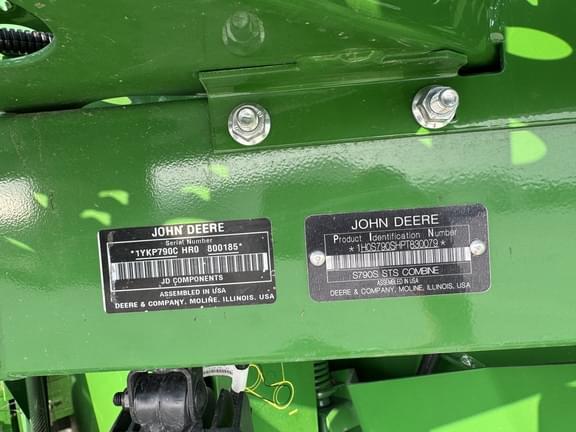 JOHN DEERE
Serial Number
*1YKP790C HR0 800185*
JD COMPONENTS
ASSEMBLED IN USA
DEERE & COMPANY, MOLINE, ILLINOIS, USA
JOHN DEERE
Product Identification Number
*1H0S790SHPT830079*
S790S STS COMBINE
ASSEMBLED IN USA
DEERE & COMPANY, MOLINE, ILLINOIS, USA